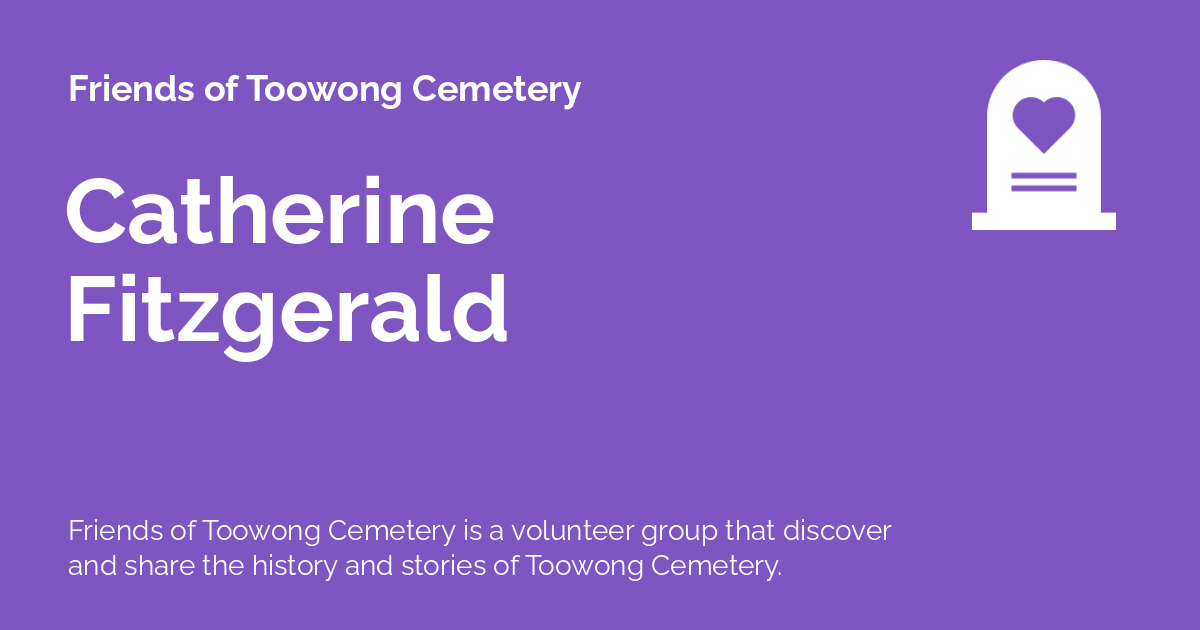 Friends of Toowong Cemetery
Catherine
Fitzgerald
Friends of Toowong Cemetery is a volunteer group that discover
and share the history and stories of Toowong Cemetery.